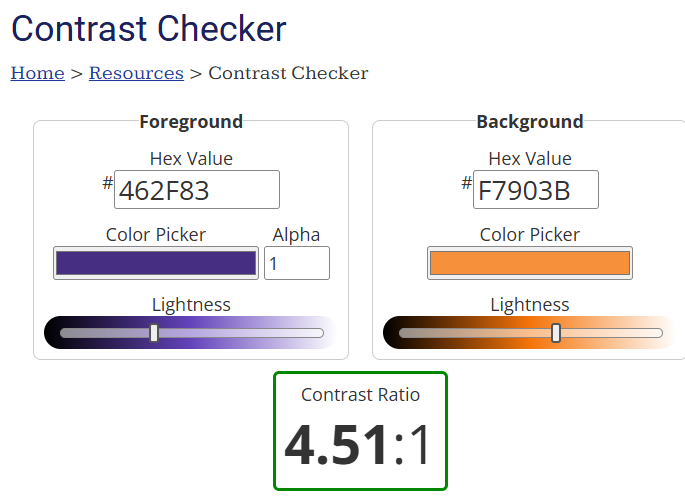 Contrast Checker
Home > Resources > Contrast Checker
Foreground
Hex Value
#462F83
Color Picker Alpha
1
Lightness
Background
Hex Value
#F7903B
Color Picker
Lightness
Contrast Ratio
4.51:1